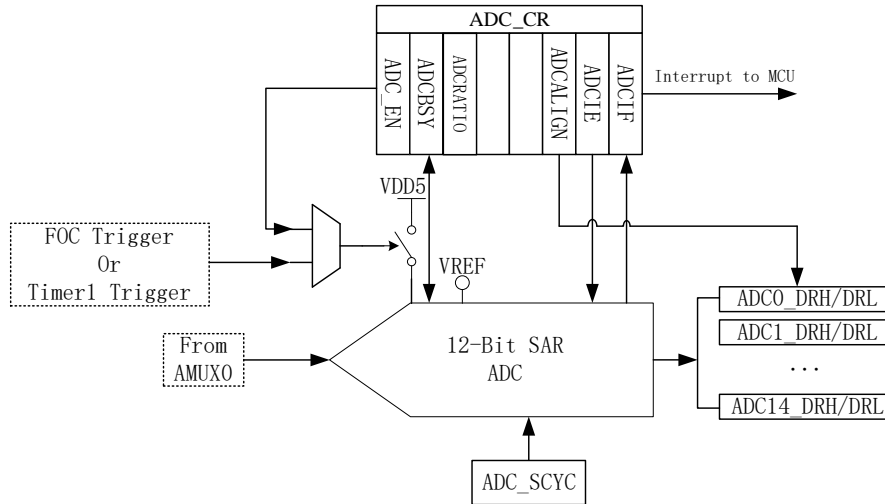 ADC_CR
ADC_EN
ADCBSY
ADCRATIO
ADCALIGN
ADCIE
ADCIF
Interrupt to MCU
VDD5
FOC Trigger
Or
Timer1 Trigger
VREF
ADC0_DRH/DRL
ADC1_DRH/DRL
...
ADC14_DRH/DRL
12-Bit SAR
ADC
From
AMUX0
ADC_SCYC